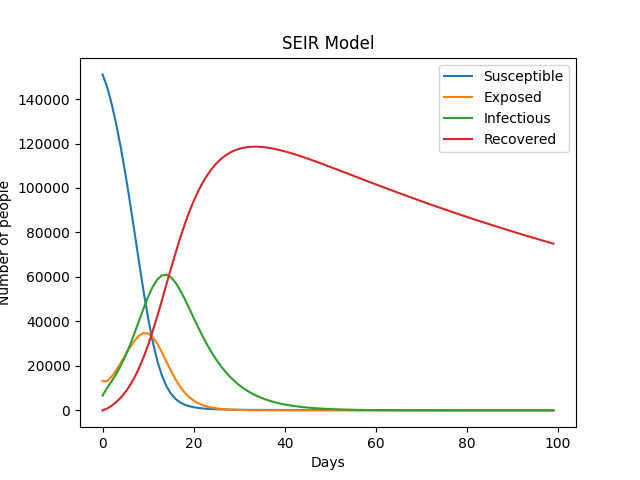 SEIR Model
Susceptible
Exposed
Infectious
Recovered
140000
120000
100000
80000
60000
40000
20000
0
Number of people
0 20 40 60 80 100
Days